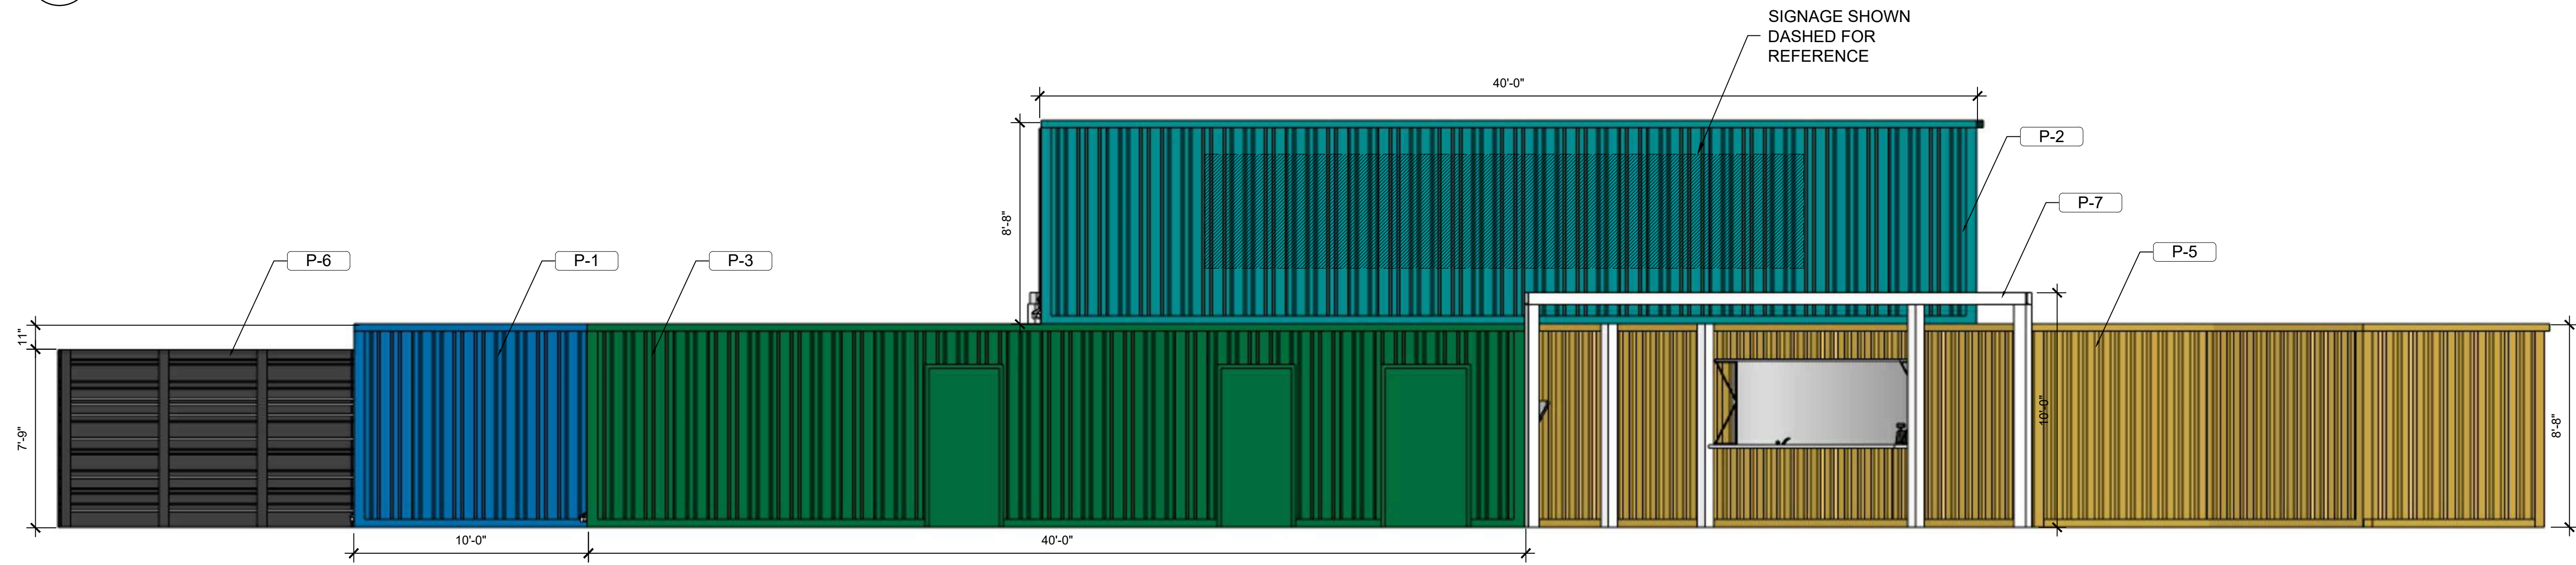 SIGNAGE SHOWN
DASHED FOR
REFERENCE
40'-0"
P-2
P-7
8'-8"
P-6
P-1
P-3
P-5
11"
7'-9"
10'-0"
8'-8"
10'-0"
40'-0"